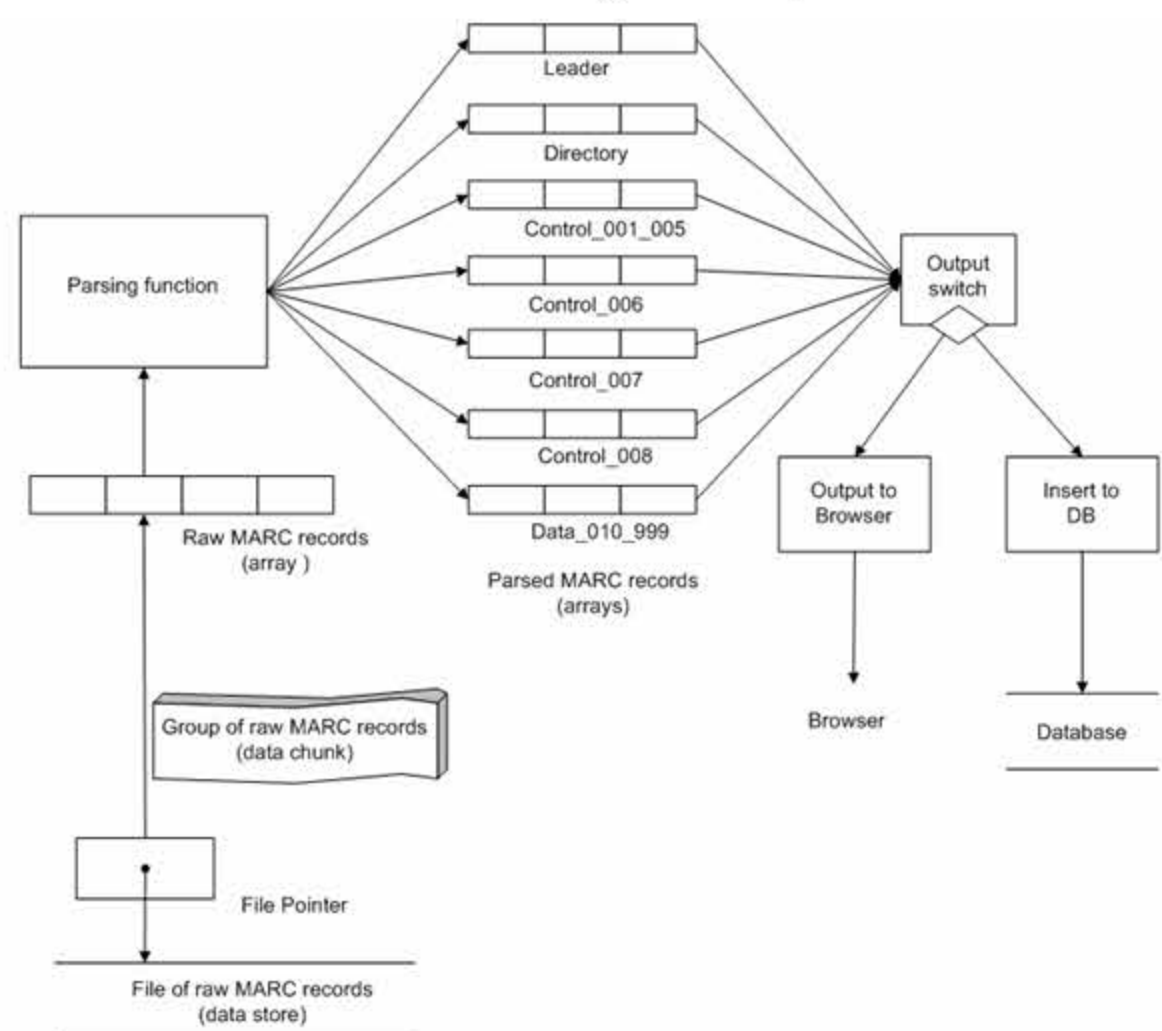 Leader
Directory
Control_001_005
Control_006
Control_007
Control_008
Data_010_999
Parsed MARC records
(arrays)
Parsing function
Raw MARC records
(array )
Group of raw MARC records
(data chunk)
File Pointer
File of raw MARC records
(data store)
Output
switch
Output to
Browser
Insert to
DB
Browser
Database